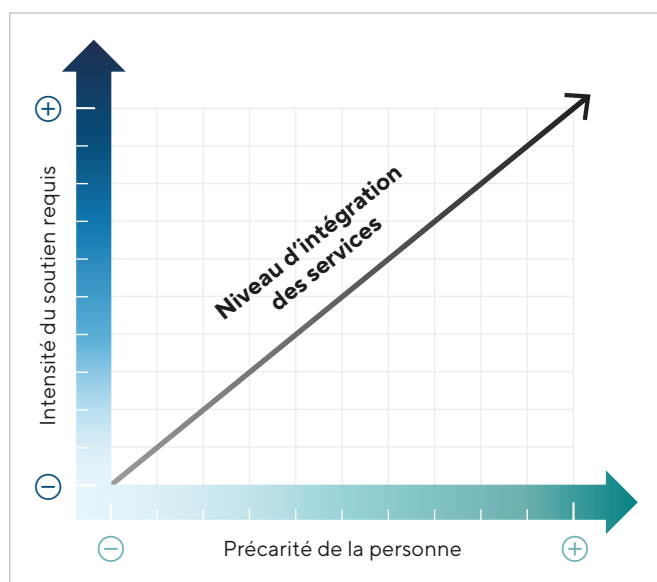 +
Intensité du soutien requis
−
Niveau d'intégration
des services
−
Précarité de la personne
+